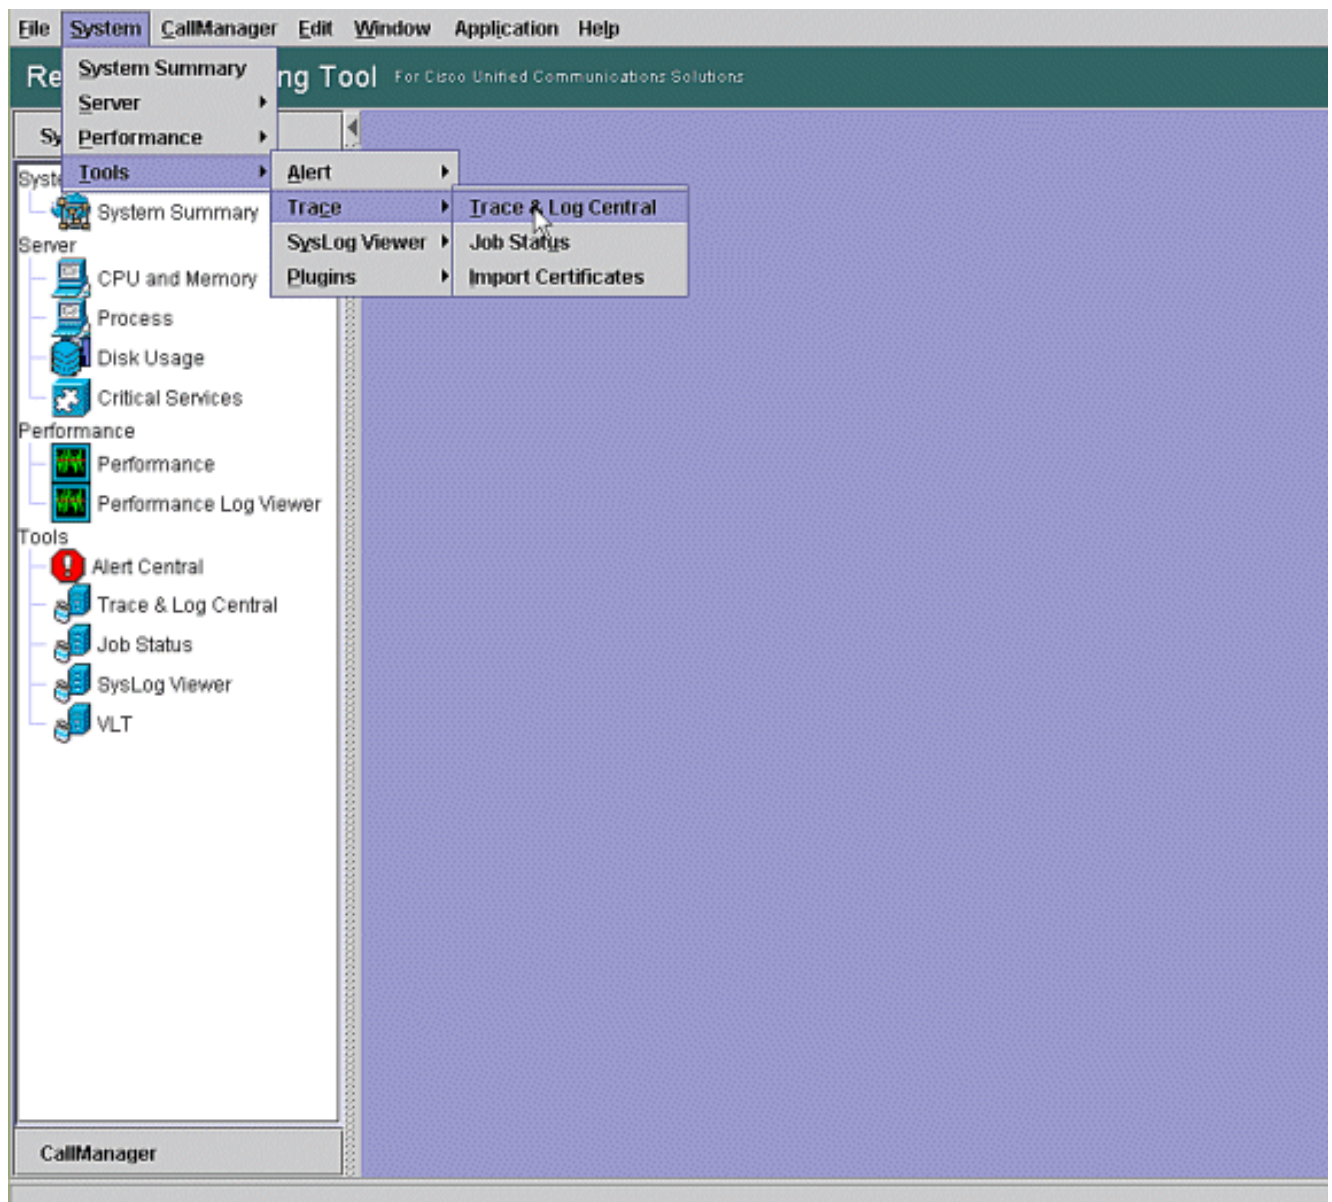 File System CallManager Edit Window Application Help
Re ng Tool For Cisco Unified Communications Solutions
System Summary
Server
Performance
Tools
Alert
Trace
SysLog Viewer
Plugins
Trace & Log Central
Job Status
Import Certificates
Sy
Syste
System Summary
Server
CPU and Memory
Process
Disk Usage
Critical Services
Performance
Performance
Performance Log Viewer
Tools
Alert Central
Trace & Log Central
Job Status
SysLog Viewer
VLT
CallManager